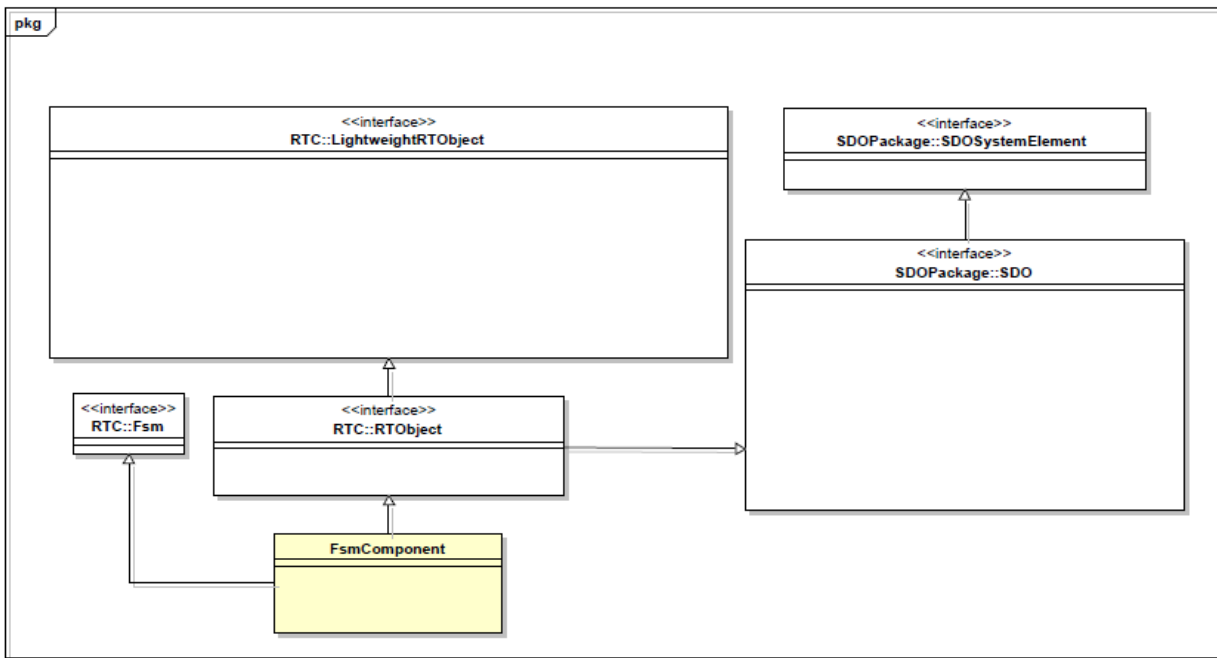 pkg
<<interface>>
RTC::LightweightRTObject
<<interface>>
SDOPackage::SDOSystemElement
<<interface>>
SDOPackage::SDO
<<interface>>
RTC::Fsm
<<interface>>
RTC::RTObject
FsmComponent